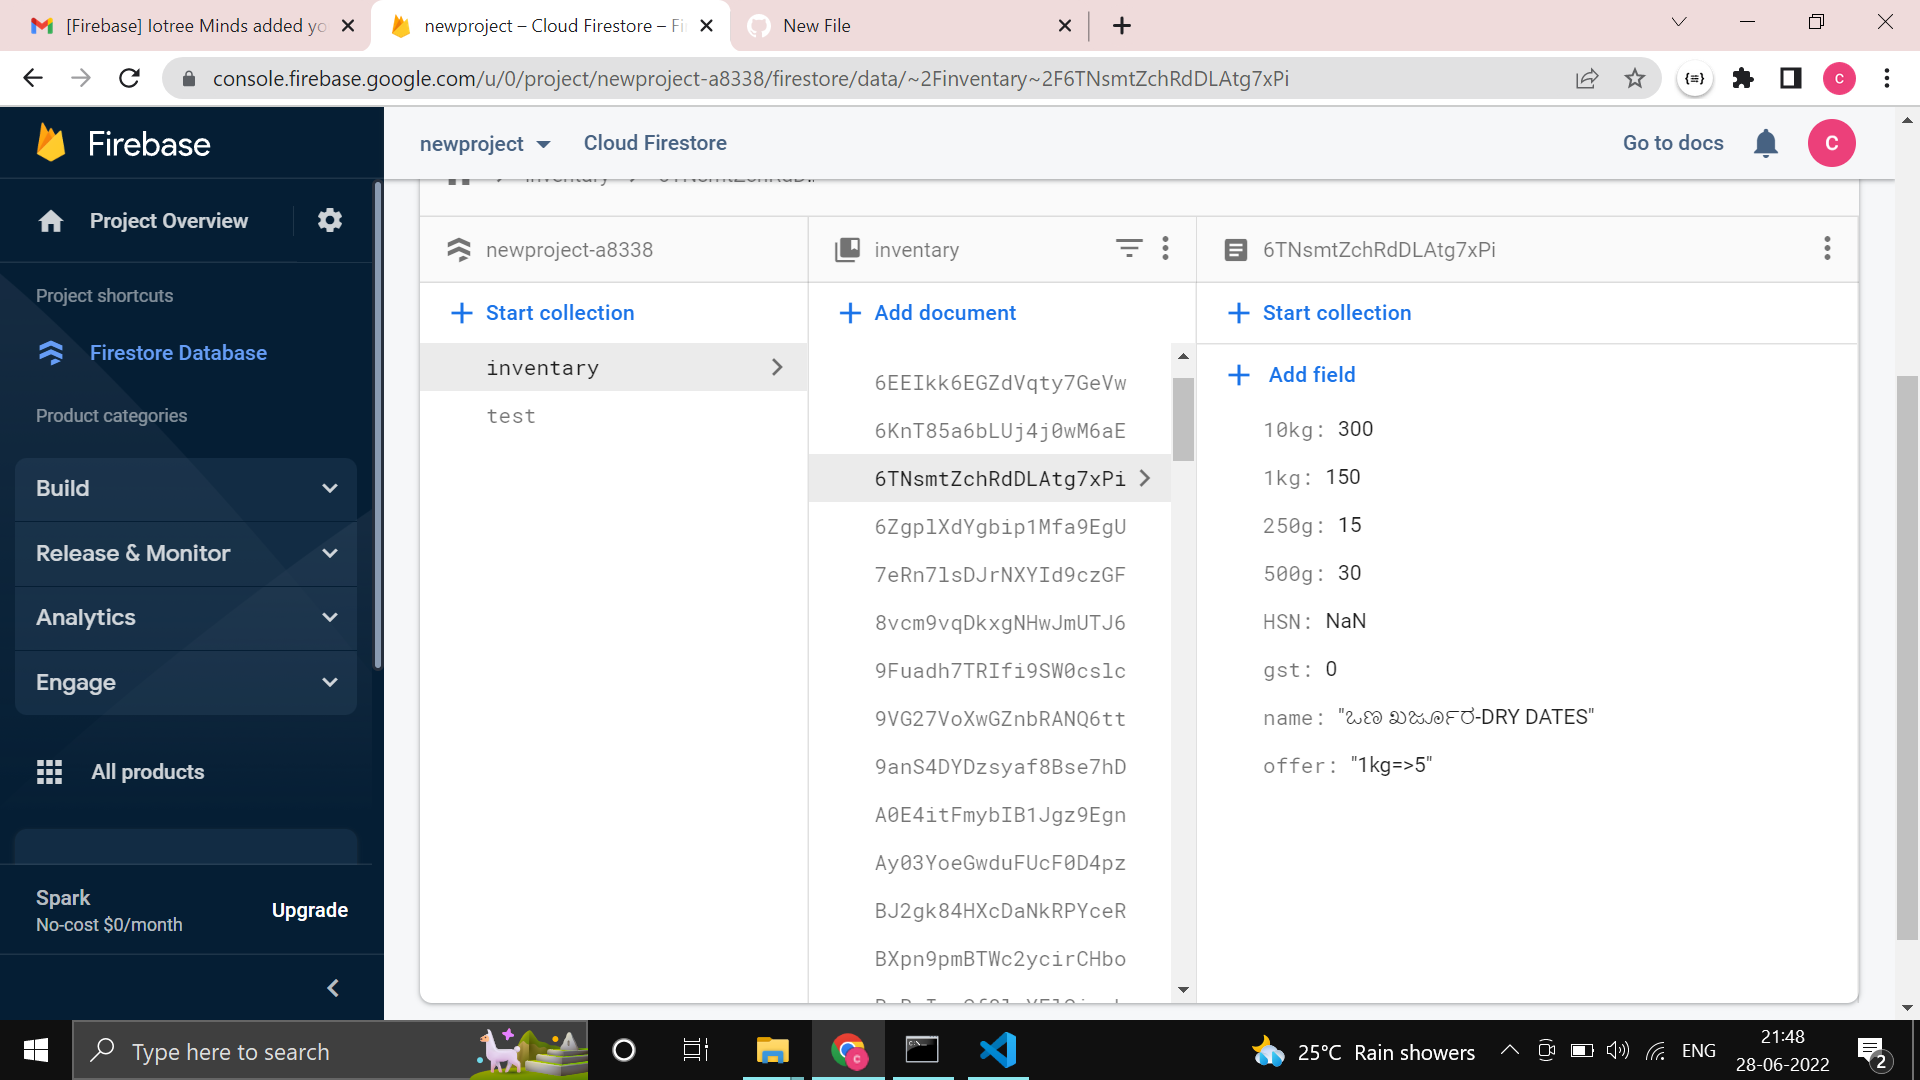 [Firebase] Iotree Minds added yo
newproject – Cloud Firestore – Fi
New File
console.firebase.google.com/u/0/project/newproject-a8338/firestore/data/~2Finventary~2F6TNsmtZchRdDLAtg7xPi
C
Firebase
newproject
Cloud Firestore
Go to docs
C
Project Overview
newproject-a8338
inventary
6TNsmtZchRdDLAtg7xPi
Project shortcuts
Start collection
Add document
Start collection
Firestore Database
inventary
test
Product categories
6EEIkk6EGZdVqty7GeVw
6KnT85a6bLUj4j0wM6aE
6TNsmtZchRdDLAtg7xPi
6ZgplXdYgbip1Mfa9EgU
7eRn7lsDJrNXYId9czGF
8vcm9vqDkxgNHwJmUTJ6
9Fuadh7TRIfi9SW0cslc
9VG27VoXwGZnbRANQ6tt
9anS4DYDzsyaf8Bse7hD
A0E4itFmybIB1Jgz9Egn
Ay03YoeGwduFUcF0D4pz
BJ2gk84HXcDaNkRPYceR
BXpn9pmBTWc2ycirCHbo
Add field
10kg: 300
1kg: 150
250g: 15
500g: 30
HSN: NaN
gst: 0
name: "ಒಣ ಖರ್ಜೂರ-DRY DATES"
offer: "1kg=>5"
Build
Release & Monitor
Analytics
Engage
All products
Spark
No-cost $0/month
Upgrade
Type here to search
25°C Rain showers
ENG
21:48
28-06-2022
2